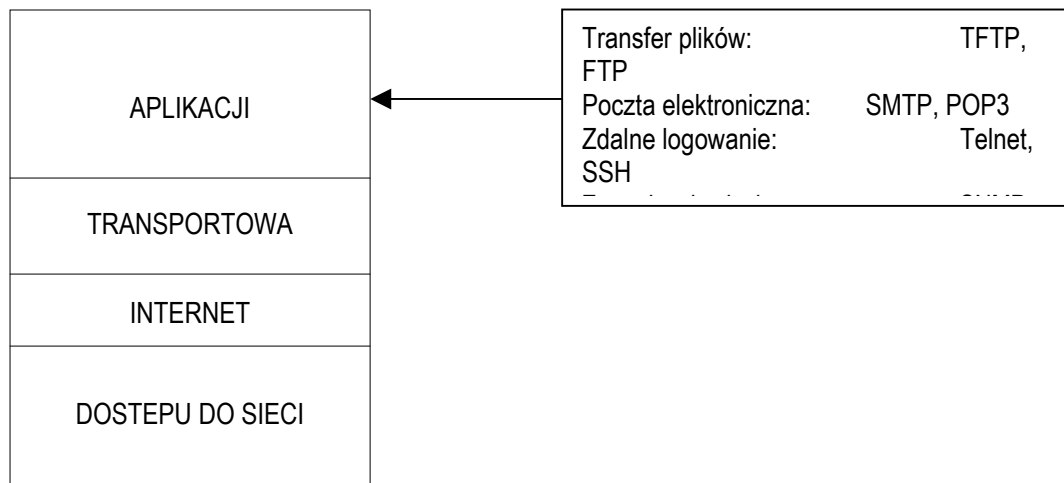 APLIKACJI
TRANSPORTOWA
INTERNET
DOSTEPU DO SIECI
Transfer plików: TFTP,
FTP
Poczta elektroniczna: SMTP, POP3
Zdalne logowanie: Telnet,
SSH